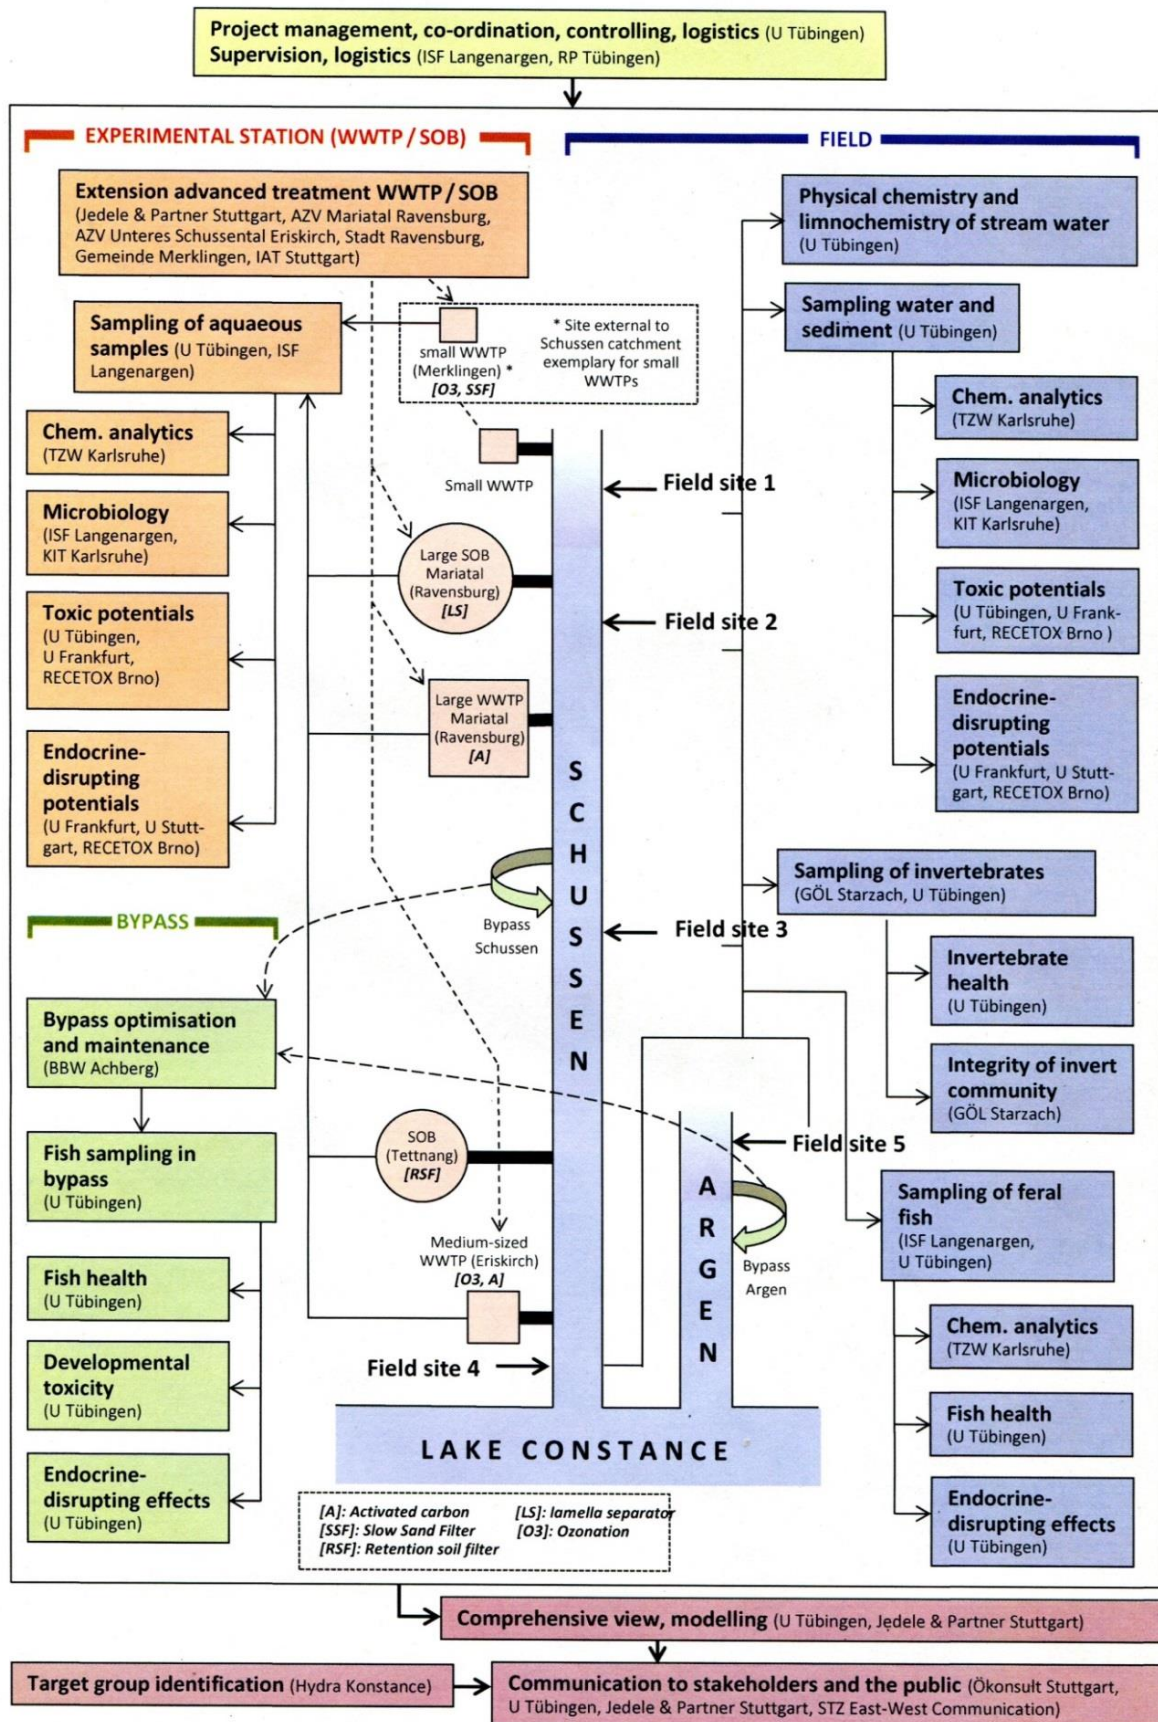 Project management, co-ordination, controlling, logistics (U Tübingen)
Supervision, logistics (ISF Langenargen, RP Tübingen)
EXPERIMENTAL STATION (WWTP / SOB)
Extension advanced treatment WWTP / SOB
(Jedele & Partner Stuttgart, AZV Mariatal Ravensburg,
AZV Unteres Schussental Eriskirch, Stadt Ravensburg,
Gemeinde Merklingen, IAT Stuttgart)
Sampling of aquaeous
samples (U Tübingen, ISF
Langenargen)
Chem. analytics
(TZW Karlsruhe)
Microbiology
(ISF Langenargen,
KIT Karlsruhe)
Toxic potentials
(U Tübingen,
U Frankfurt,
RECETOX Brno)
Endocrine-
disrupting
potentials
(U Frankfurt, U Stutt-
gart, RECETOX Brno)
small WWTP
(Merklingen) *
[O3, SSF]
* Site external to
Schussen catchment
exemplary for small
WWTPs
Small WWTP
Large SOB
Mariatal
(Ravensburg)
[LS]
Large WWTP
Mariatal
(Ravensburg)
[A]
Bypass
Schussen
SOB
(Tettnang)
[RSF]
Medium-sized
WWTP (Eriskirch)
[O3, A]
BYPASS
Bypass optimisation
and maintenance
(BBW Achberg)
Fish sampling in
bypass
(U Tübingen)
Fish health
(U Tübingen)
Developmental
toxicity
(U Tübingen)
Endocrine-
disrupting effects
(U Tübingen)
SCHUSSEN
ARGEN
LAKE CONSTANCE
Field site 1
Field site 2
Field site 3
Field site 4
Field site 5
Bypass
Argen
FIELD
Physical chemistry and
limnochemistry of stream water
(U Tübingen)
Sampling water and
sediment (U Tübingen)
Chem. analytics
(TZW Karlsruhe)
Microbiology
(ISF Langenargen,
KIT Karlsruhe)
Toxic potentials
(U Tübingen, U Frank-
furt, RECETOX Brno )
Endocrine-
disrupting
potentials
(U Frankfurt, U Stutt-
gart, RECETOX Brno)
Sampling of invertebrates
(GÖL Starzach, U Tübingen)
Invertebrate
health
(U Tübingen)
Integrity of invert
community
(GÖL Starzach)
Sampling of feral
fish
(ISF Langenargen,
U Tübingen)
Chem. analytics
(TZW Karlsruhe)
Fish health
(U Tübingen)
Endocrine-
disrupting effects
(U Tübingen)
[A]: Activated carbon [LS]: lamella separator
[SSF]: Slow Sand Filter [O3]: Ozonation
[RSF]: Retention soil filter
Comprehensive view, modelling (U Tübingen, Jedele & Partner Stuttgart)
Target group identification (Hydra Konstance)
Communication to stakeholders and the public (Ökonsult Stuttgart,
U Tübingen, Jedele & Partner Stuttgart, STZ East-West Communication)